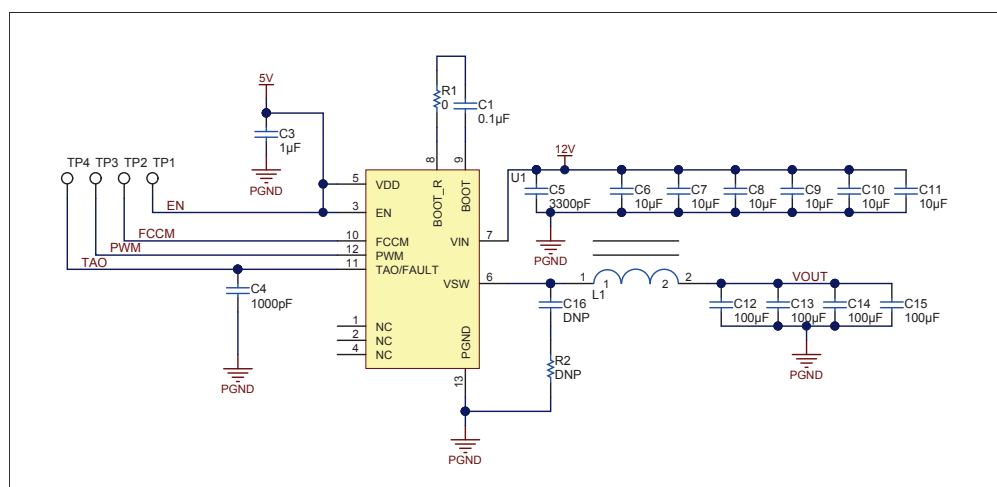 5V
R1
0
C1
0.1µF
C3
1µF
PGND
TP4 TP3 TP2 TP1
EN
FCCM
PWM
TAO
C4
1000pF
PGND
8
9
BOOT_R
BOOT
5
VDD
3
EN
10
FCCM
12
PWM
11
TAO/FAULT
1
NC
2
NC
4
NC
U1
VIN
7
VSW
6
PGND
13
PGND
12V
C5
3300pF
C6
10µF
C7
10µF
C8
10µF
C9
10µF
C10
10µF
C11
10µF
PGND
1
1
2
2
L1
C16
DNP
R2
DNP
VOUT
C12
100µF
C13
100µF
C14
100µF
C15
100µF
PGND